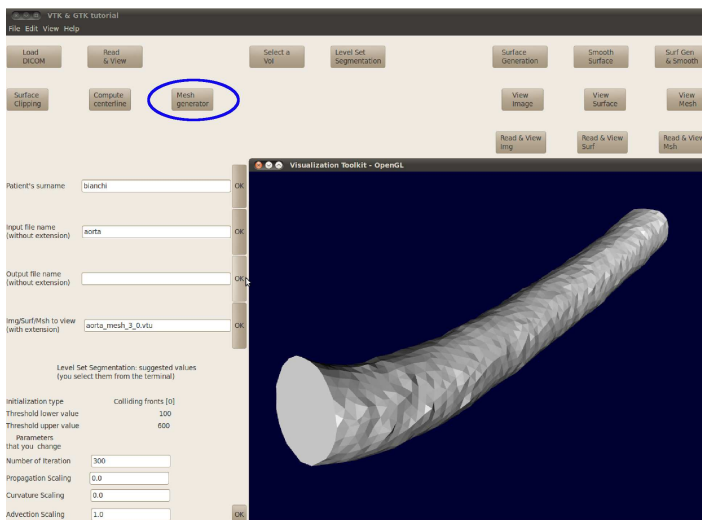 VTK & GTK tutorial
File Edit View Help
Load
DICOM
Read
& View
Select a
VoI
Level Set
Segmentation
Surface
Generation
Smooth
Surface
Surf Gen
& Smooth
Surface
Clipping
Compute
centerline
Mesh
generator
View
Image
View
Surface
View
Mesh
Read & View
Img
Read & View
Surf
Read & View
Msh
Visualization Toolkit - OpenGL
Patient's surname
bianchi
OK
Input file name
(without extension)
aorta
OK
Output file name
(without extension)
OK
Img/Surf/Msh to view
(with extension)
aorta_mesh_3_0.vtu
OK
Level Set Segmentation: suggested values
(you select them from the terminal)
Initialization type Colliding fronts [0]
Threshold lower value 100
Threshold upper value 600
Parameters
that you change
Number of Iteration 300
Propagation Scaling 0.0
Curvature Scaling 0.0
Advection Scaling 1.0 OK